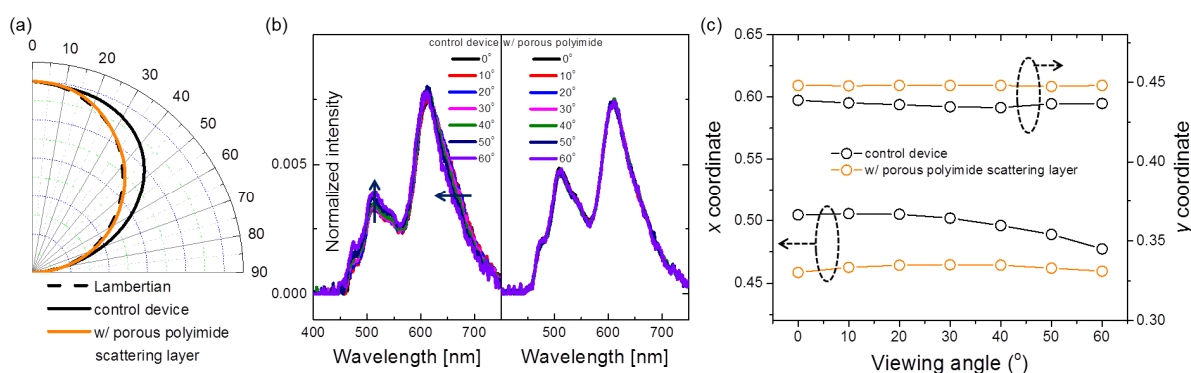 (a)
0
10
20
30
40
50
60
70
80
90
Lambertian
control device
w/ porous polyimide
scattering layer
(b)
Normalized intensity
0.005
0.000
control device
0°
10°
20°
30°
40°
50°
60°
w/ porous polyimide
0°
10°
20°
30°
40°
50°
60°
400 500 600 700
400 500 600 700
Wavelength [nm]
Wavelength [nm]
(c)
x coordinate
0.65
0.60
0.55
0.50
0.45
control device
w/ porous polyimide scattering layer
0.48
0.45
0.40
0.35
0.30
y coordinate
0 10 20 30 40 50 60
Viewing angle (°)